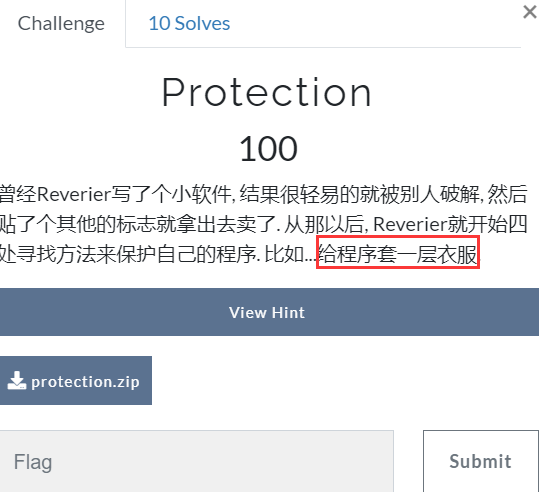 Challenge
10 Solves
×
Protection
100
曾经Reverier写了个小软件, 结果很轻易的就被别人破解, 然后
贴了个其他的标志就拿出去卖了. 从那以后, Reverier就开始四
处寻找方法来保护自己的程序. 比如...给程序套一层衣服
View Hint
protection.zip
Flag
Submit